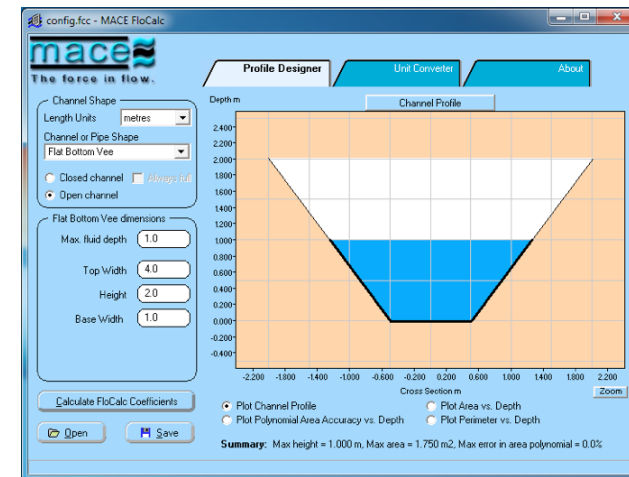 config.fcc - MACE FloCalc
mace
The force in flow.
Profile Designer
Unit Converter
About
Channel Shape
Length Units metres
Channel or Pipe Shape
Flat Bottom Vee
Closed channel Always full
Open channel
Flat Bottom Vee dimensions
Max. fluid depth 1.0
Top Width 4.0
Height 2.0
Base Width 1.0
Calculate FloCalc Coefficients
Open Save
Depth m
Channel Profile
2.400
2.200
2.000
1.800
1.600
1.400
1.200
1.000
0.800
0.600
0.400
0.200
0.000
-0.200
-0.400
-2.200 -1.800 -1.400 -1.000 -0.600 -0.200 0.200 0.600 1.000 1.400 1.800 2.200
Cross Section m
Zoom
Plot Channel Profile Plot Area vs. Depth
Plot Polynomial Area Accuracy vs. Depth Plot Perimeter vs. Depth
Summary: Max height = 1.000 m, Max area = 1.750 m2, Max error in area polynomial = 0.0%